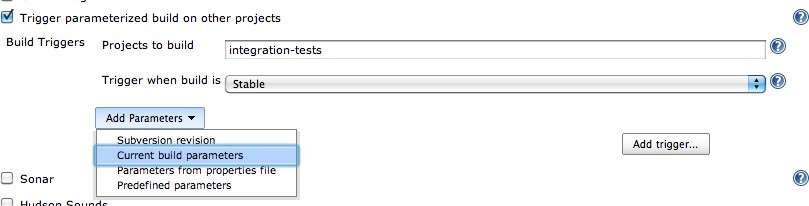 Trigger parameterized build on other projects
Build Triggers Projects to build integration-tests
Trigger when build is Stable
Add Parameters
Subversion revision
Current build parameters
Parameters from properties file
Predefined parameters
Add trigger...
Sonar
Hudson Sounds